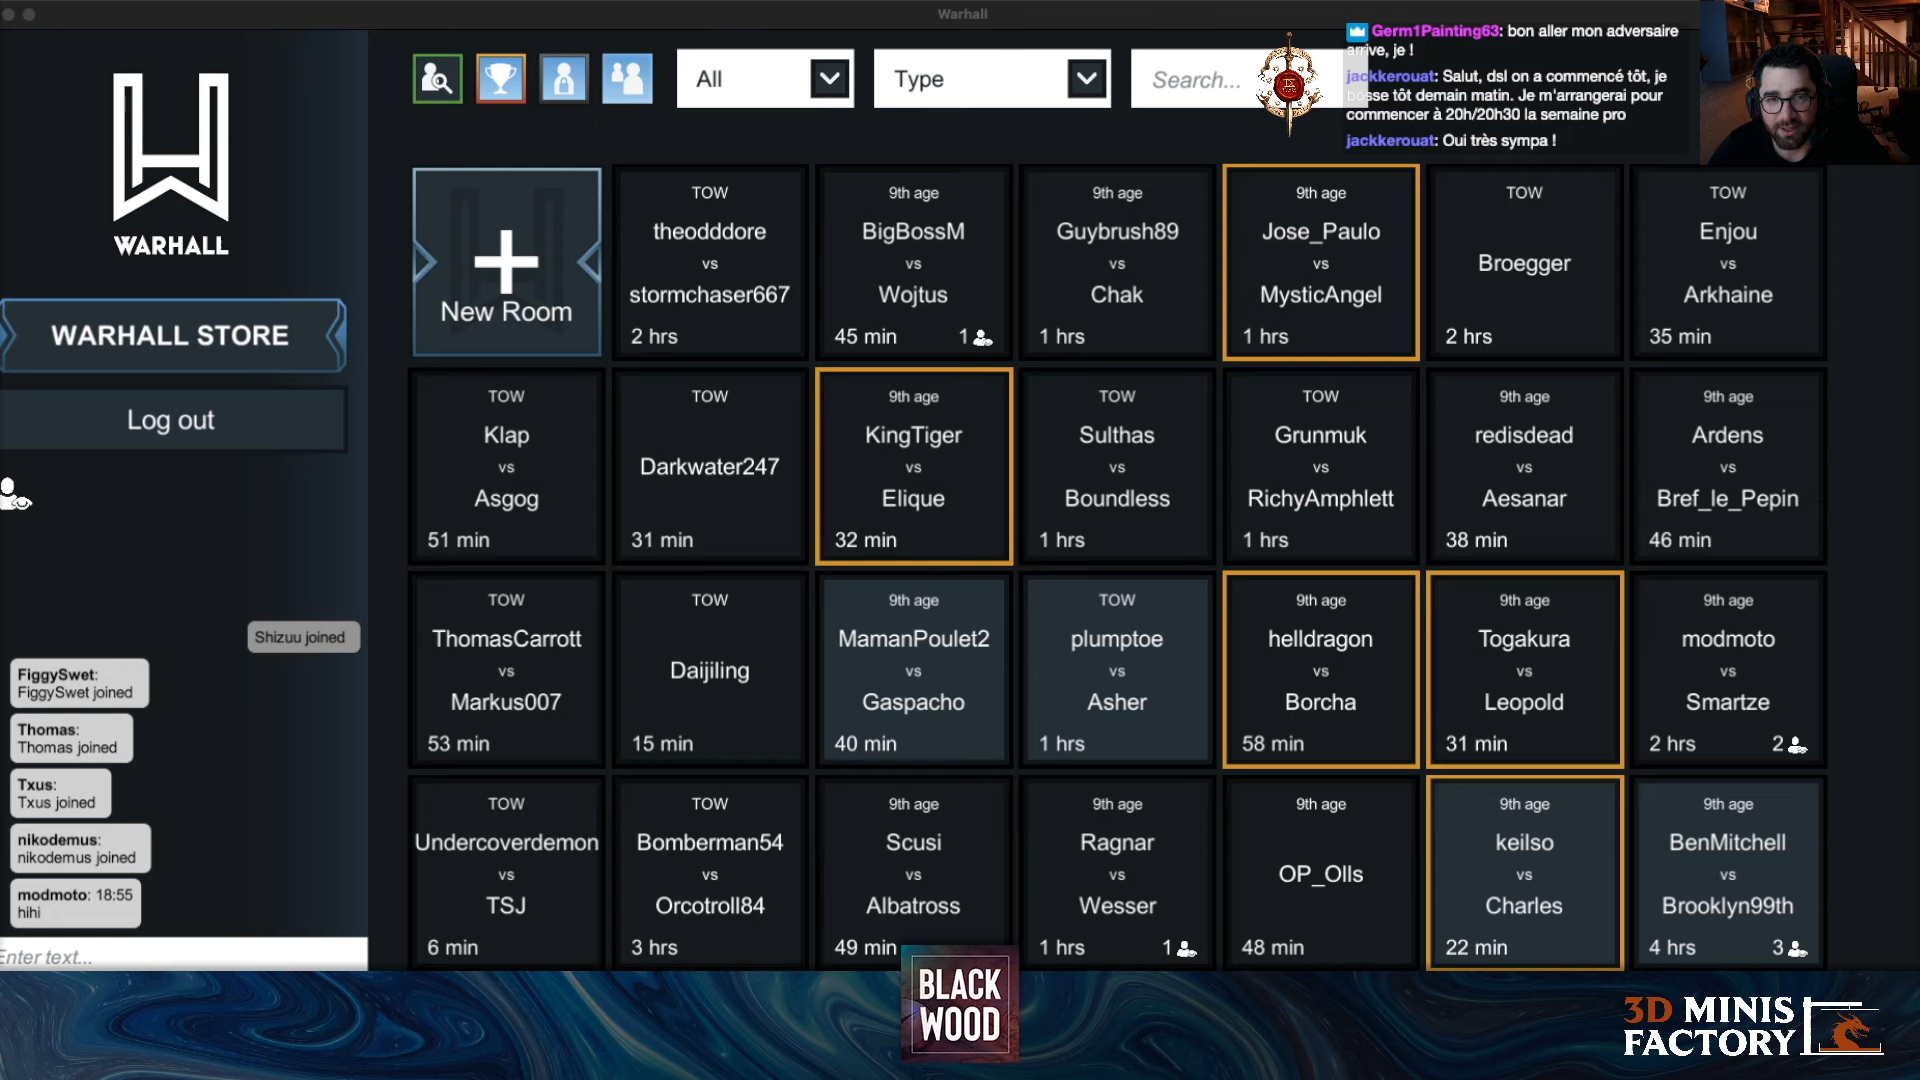 Warhall
Germ1Painting63: bon aller mon adversaire
arrive, je !
jackkerouat: Salut, dsl on a commencé tôt, je
bosse tôt demain matin. Je m'arrangerai pour
commencer à 20h/20h30 la semaine pro
jackkerouat: Oui très sympa !
All
Type
Search...
WARHALL
WARHALL STORE
Log out
Shizuu joined
FiggySwet:
FiggySwet joined
Thomas:
Thomas joined
Txus:
Txus joined
nikodemus:
nikodemus joined
modmoto: 18:55
hihi
Enter text...
New Room
TOW
theodddore
vs
stormchaser667
2 hrs
9th age
BigBossM
vs
Wojtus
45 min 1
9th age
Guybrush89
vs
Chak
1 hrs
9th age
Jose_Paulo
vs
MysticAngel
1 hrs
TOW
Broegger
2 hrs
TOW
Enjou
vs
Arkhaine
35 min
TOW
Klap
vs
Asgog
51 min
TOW
Darkwater247
31 min
9th age
KingTiger
vs
Elique
32 min
TOW
Sulthas
vs
Boundless
1 hrs
TOW
Grunmuk
vs
RichyAmphlett
1 hrs
9th age
redisdead
vs
Aesanar
38 min
9th age
Ardens
vs
Bref_le_Pepin
46 min
TOW
ThomasCarrott
vs
Markus007
53 min
TOW
Daijiling
15 min
9th age
MamanPoulet2
vs
Gaspacho
40 min
TOW
plumptoe
vs
Asher
1 hrs
9th age
helldragon
vs
Borcha
58 min
9th age
Togakura
vs
Leopold
31 min
9th age
modmoto
vs
Smartze
2 hrs 2
TOW
Undercoverdemon
vs
TSJ
6 min
TOW
Bomberman54
vs
Orcotroll84
3 hrs
9th age
Scusi
vs
Albatross
49 min
9th age
Ragnar
vs
Wesser
1 hrs 1
9th age
OP_Olls
48 min
9th age
keilso
vs
Charles
22 min
9th age
BenMitchell
vs
Brooklyn99th
4 hrs 3
BLACK
WOOD
3D MINIS
FACTORY